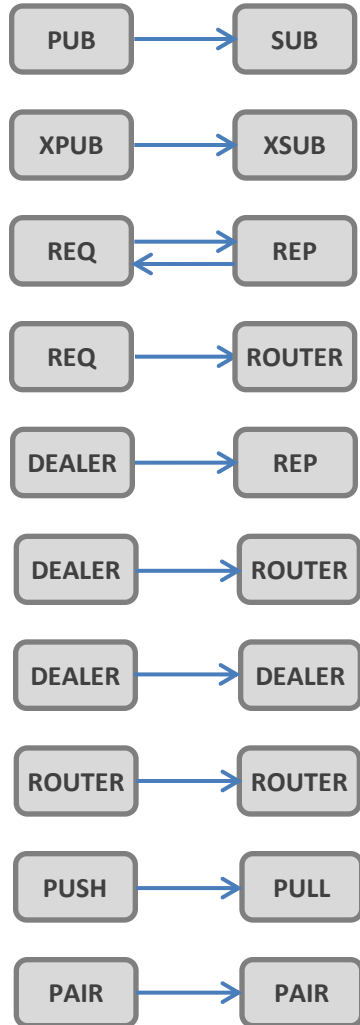 PUB SUB
XPUB XSUB
REQ REP
REQ ROUTER
DEALER REP
DEALER ROUTER
DEALER DEALER
ROUTER ROUTER
PUSH PULL
PAIR PAIR